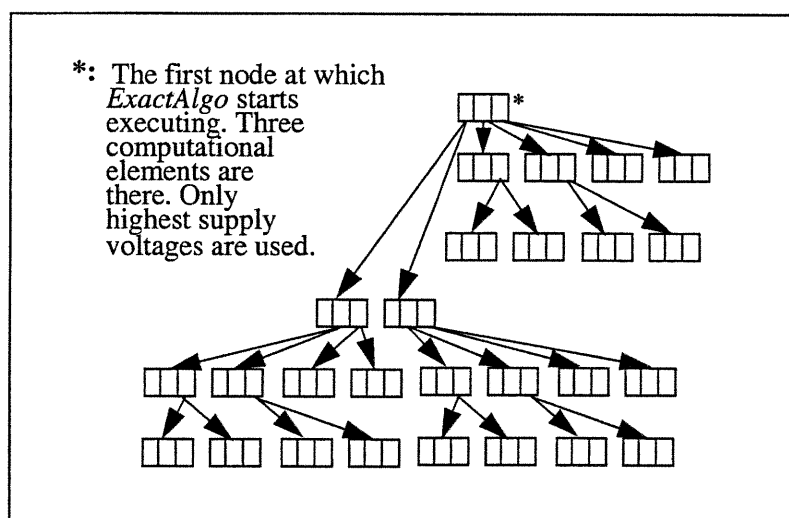 *: The first node at which
ExactAlgo starts
executing. Three
computational
elements are
there. Only
highest supply
voltages are used.
*